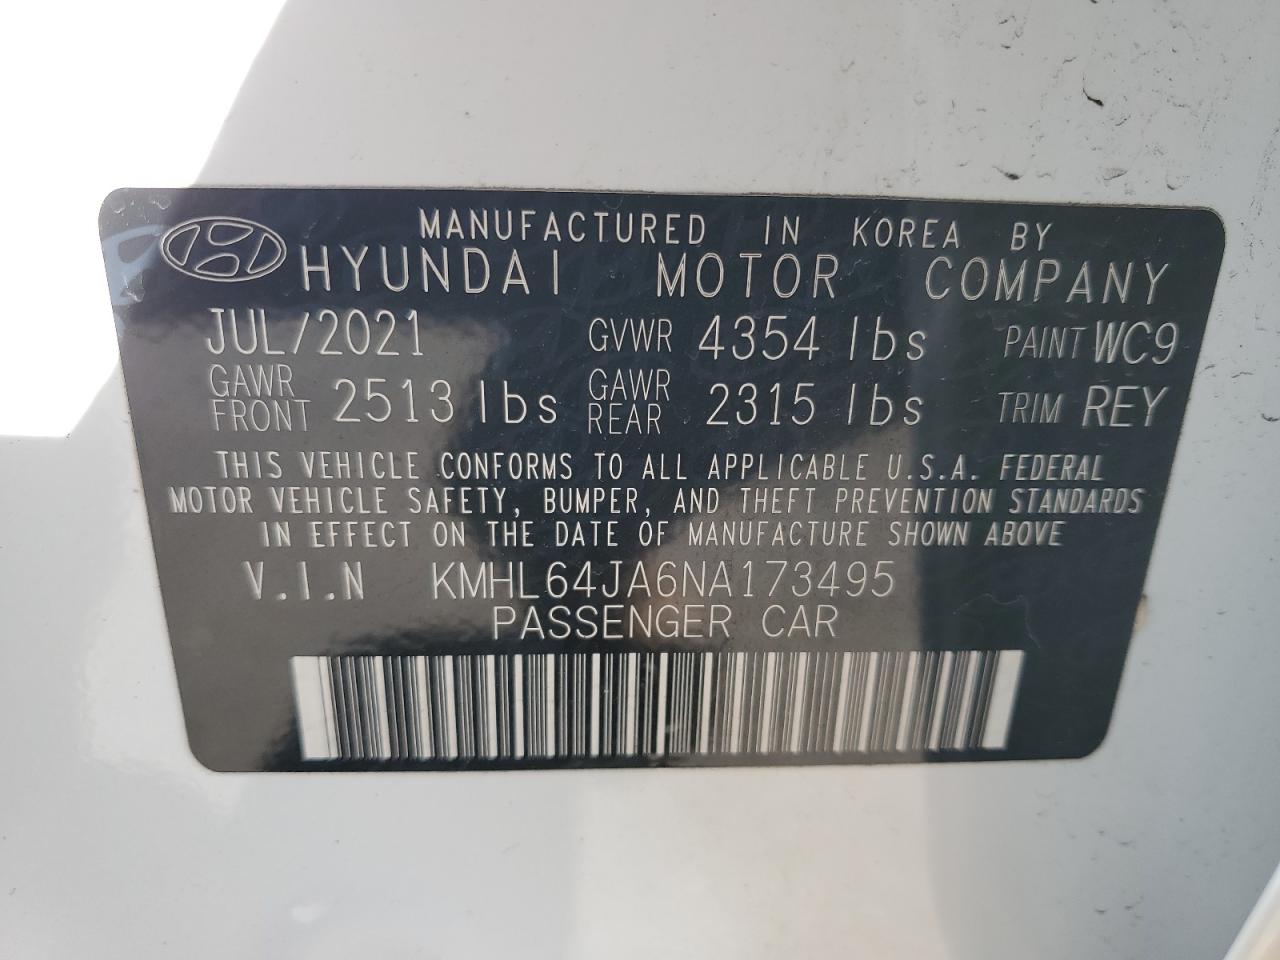 MANUFACTURED IN KOREA BY
HYUNDAI MOTOR COMPANY
JUL/2021 GVWR 4354 lbs PAINT WC9
GAWR FRONT 2513 lbs GAWR REAR 2315 lbs TRIM REY
THIS VEHICLE CONFORMS TO ALL APPLICABLE U.S.A. FEDERAL
MOTOR VEHICLE SAFETY, BUMPER, AND THEFT PREVENTION STANDARDS
IN EFFECT ON THE DATE OF MANUFACTURE SHOWN ABOVE
V.I.N KMHL64JA6NA173495
PASSENGER CAR